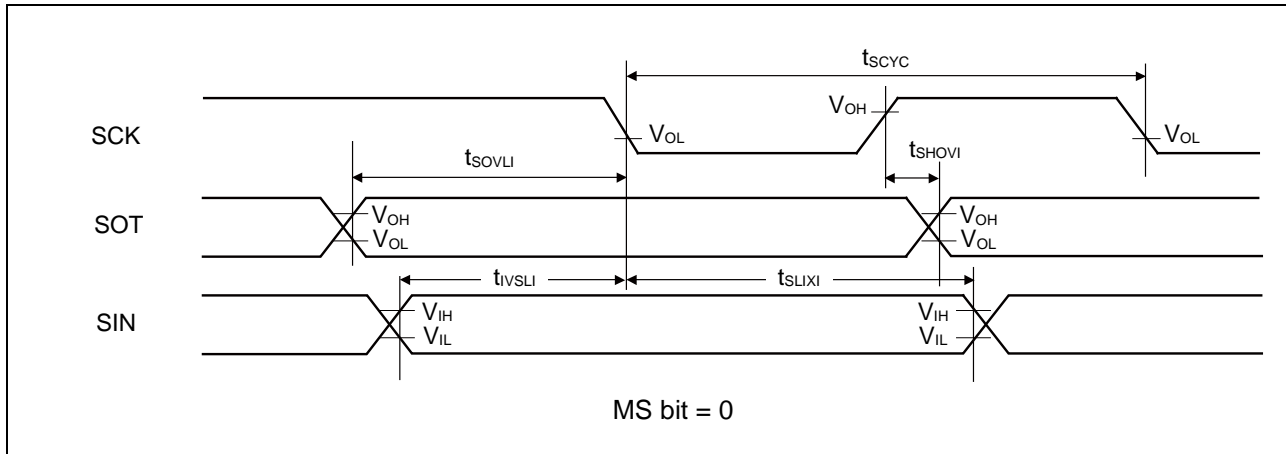 tSCYC
SCK
VOH
VOL
VOL
tSOVLI
tSHOVI
SOT
VOH
VOL
VOH
VOL
tIVSLI
tSLIXI
SIN
VIH
VIL
VIH
VIL
MS bit = 0